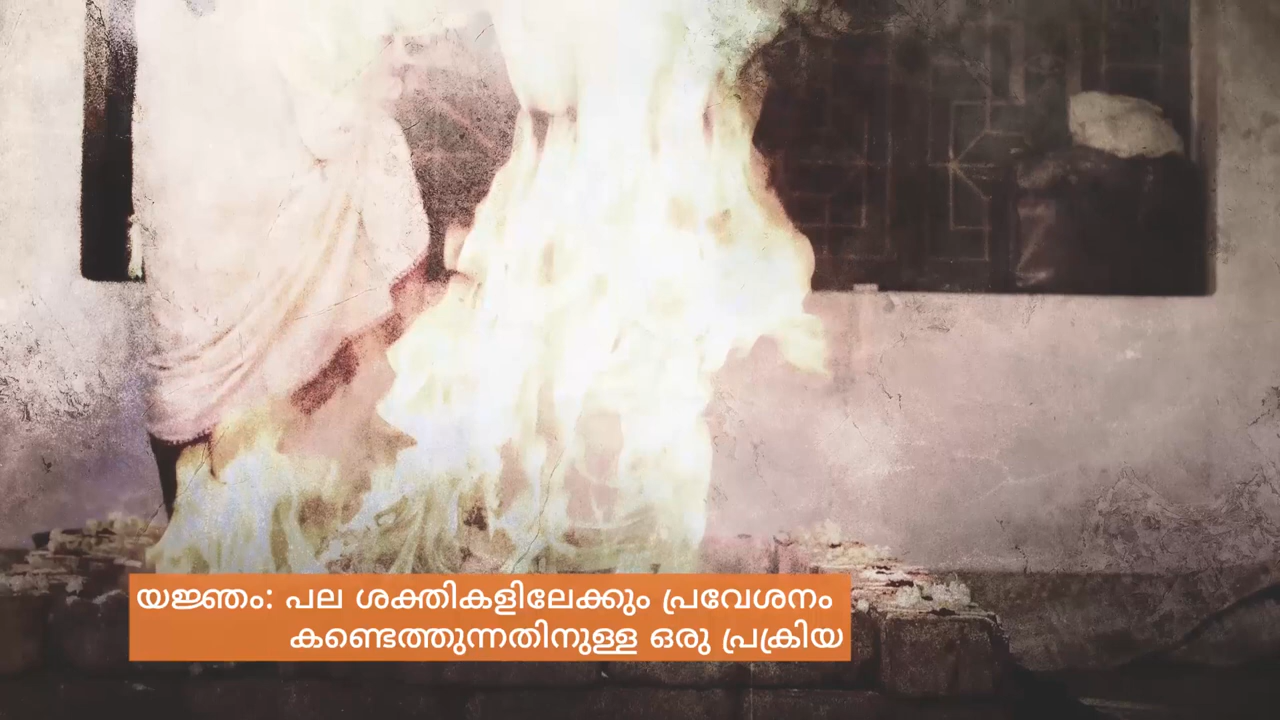 യജ്ഞം: പല ശക്തികളിലേക്കും പ്രവേശനം
കണ്ടെത്തുന്നതിനുള്ള ഒരു പ്രക്രിയ